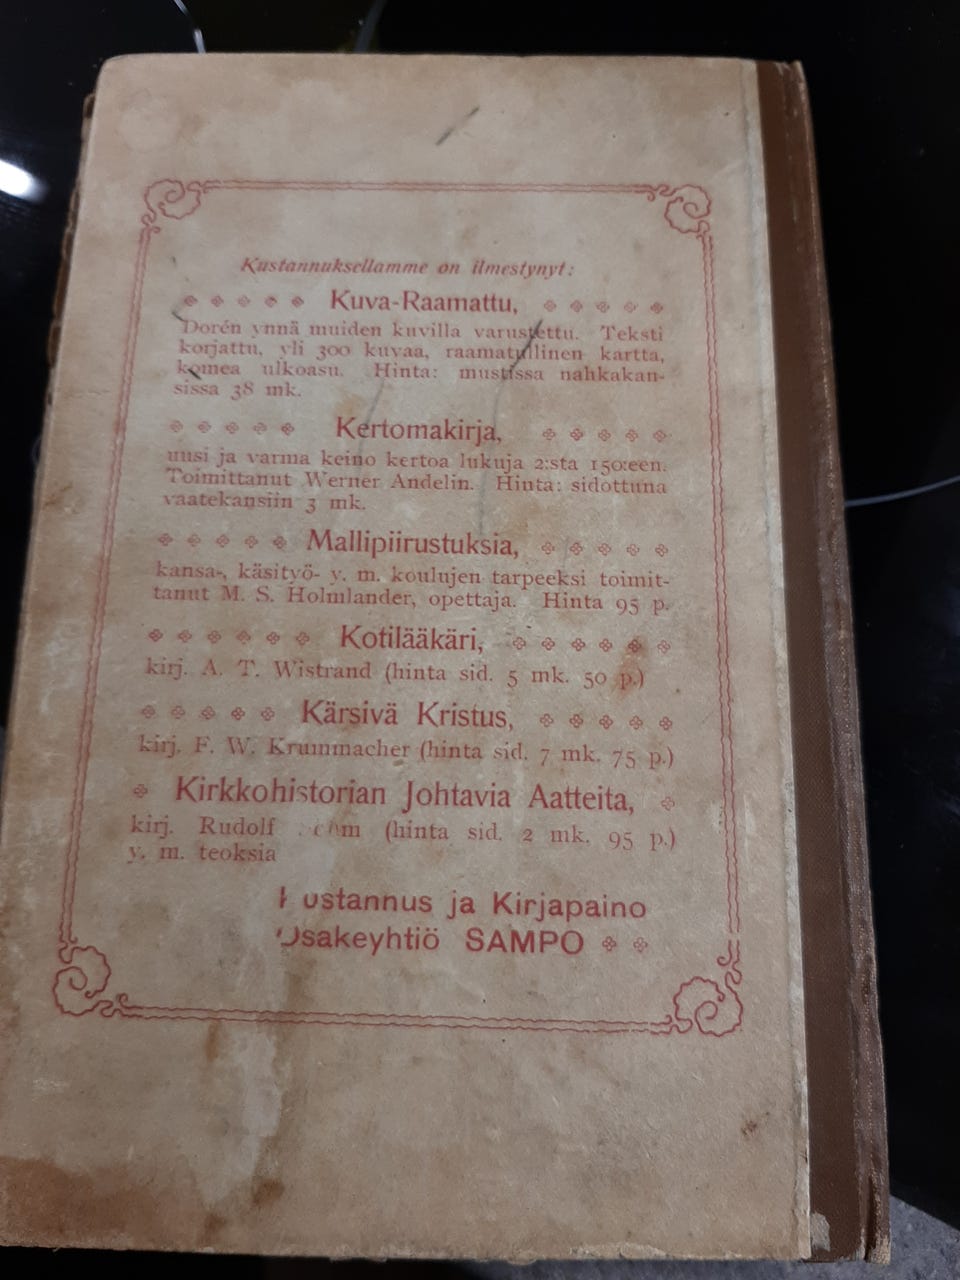 Kustannuksellamme on ilmestynyt:
Kuva-Raamattu,
Dorén ynnä muiden kuvilla varustettu. Teksti
korjattu, yli 300 kuvaa, raamatullinen kartta,
komea ulkoasu. Hinta: mustissa nahkakan-
sissa 38 mk.
Kertomakirja,
uusi ja varma keino kertoa lukuja 2:sta 150:een.
Toimittanut Werner Andelin. Hinta: sidottuna
vaatekansiin 3 mk.
Mallipiirustuksia,
kansa-, käsityö- y. m. koulujen tarpeeksi toimit-
tanut M. S. Holmlander, opettaja. Hinta 95 p.
Kotilääkäri,
kirj. A. T. Wistrand (hinta sid. 5 mk. 50 p.)
Kärsivä Kristus,
kirj. F. W. Krummacher (hinta sid. 7 mk. 75 p.)
Kirkkohistorian Johtavia Aatteita,
kirj. Rudolf (hinta sid. 2 mk. 95 p.)
y. m. teoksia
Kustannus ja Kirjapaino
Osakeyhtiö SAMPO